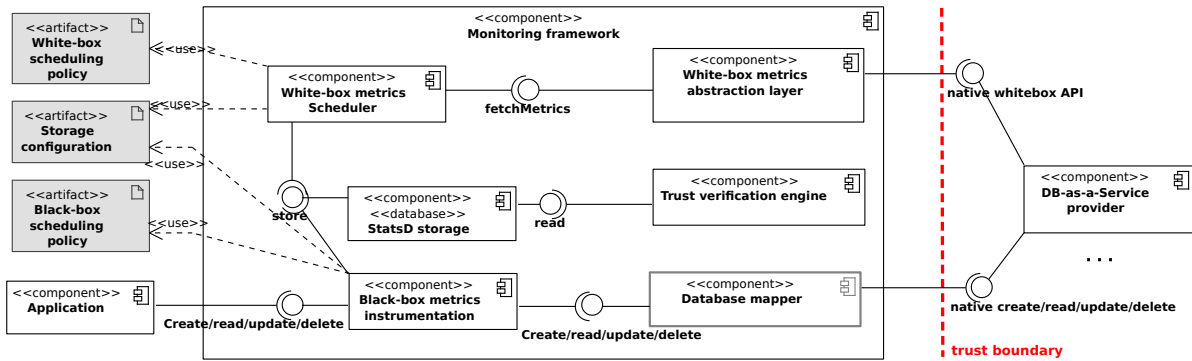 <<artifact>>
White-box
scheduling
policy
<<use>>
<<component>>
Monitoring framework
<<component>>
White-box metrics
Scheduler
fetchMetrics
<<component>>
White-box metrics
abstraction layer
native whitebox API
<<artifact>>
Storage
configuration
<<use>>
<<use>>
<<artifact>>
Black-box
scheduling
policy
<<use>>
store
<<component>>
<<database>>
StatsD storage
read
<<component>>
Trust verification engine
<<component>>
DB-as-a-Service
provider
...
<<component>>
Application
Create/read/update/delete
<<component>>
Black-box metrics
instrumentation
Create/read/update/delete
<<component>>
Database mapper
native create/read/update/delete
trust boundary